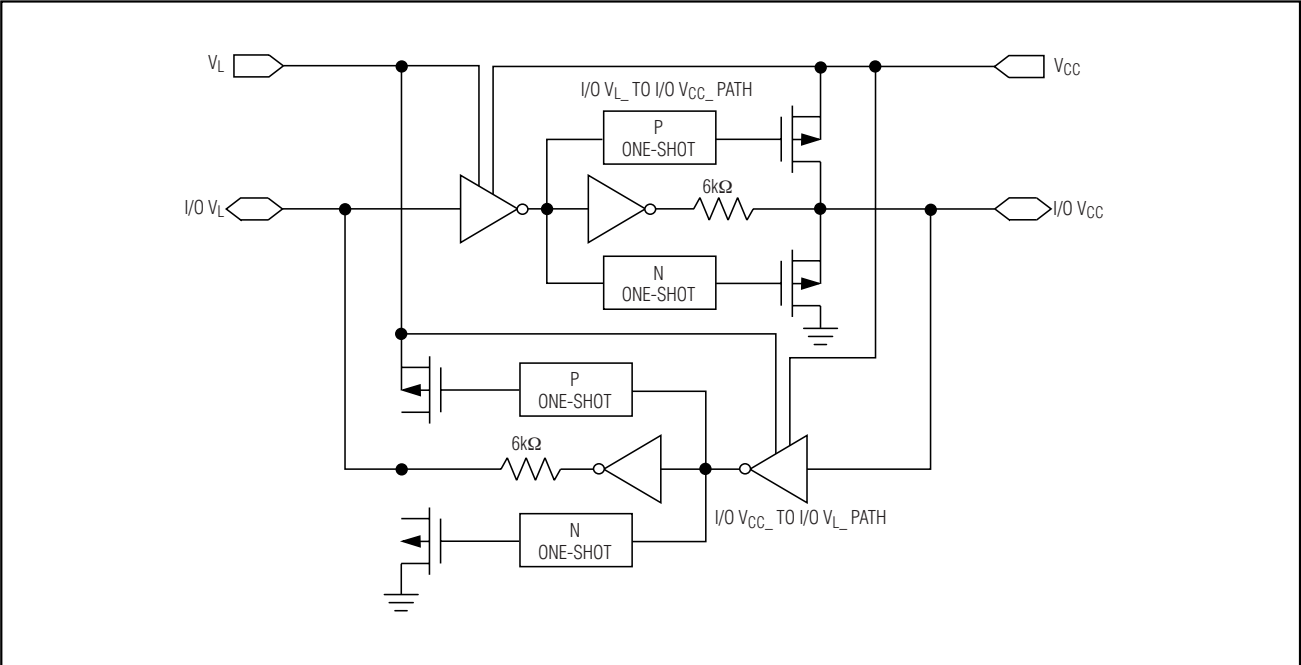 VL
VCC
I/O VL_ TO I/O VCC_ PATH
P
ONE-SHOT
6kΩ
I/O VL
I/O VCC
N
ONE-SHOT
P
ONE-SHOT
6kΩ
I/O VCC_ TO I/O VL_ PATH
N
ONE-SHOT